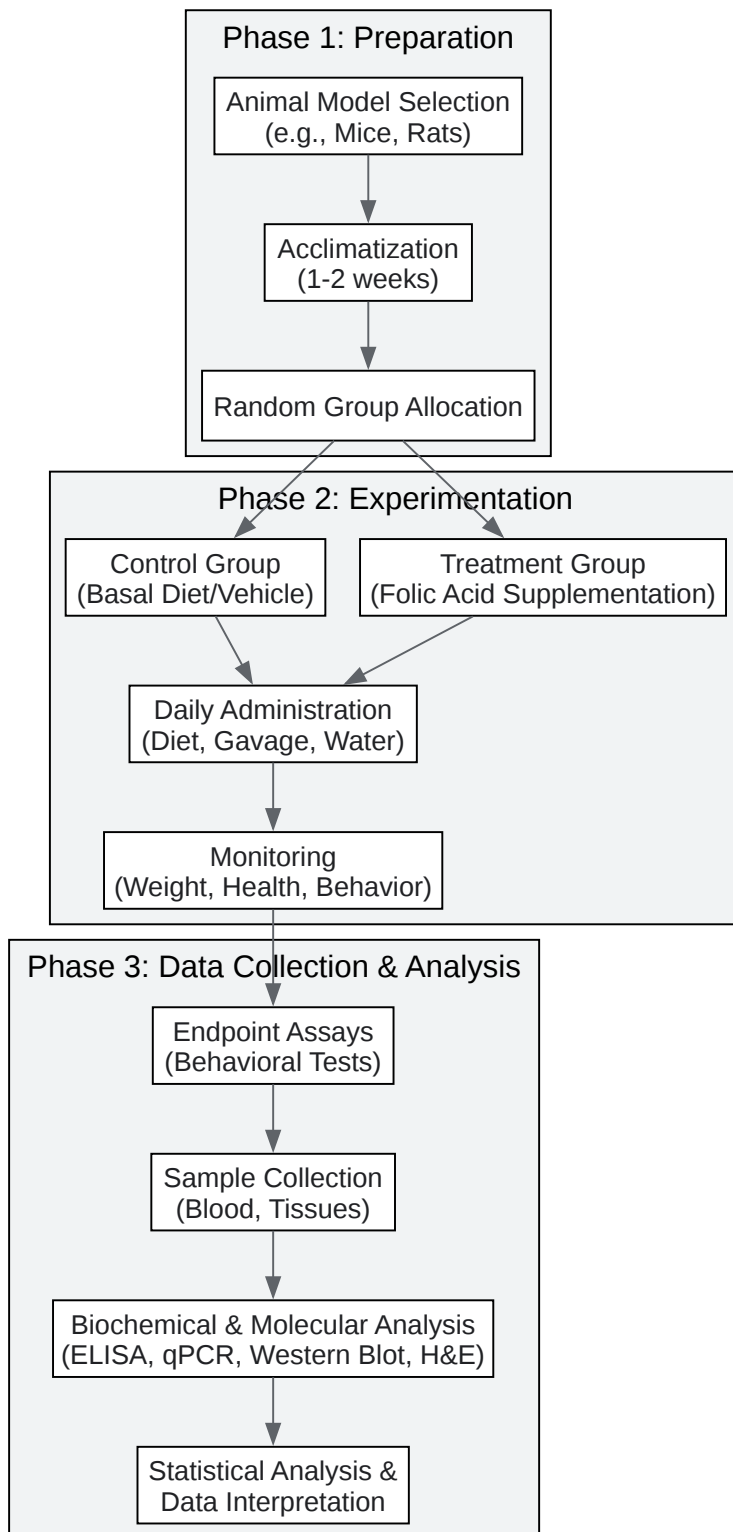 Phase 1: Preparation
Animal Model Selection
(e.g., Mice, Rats)
Acclimatization
(1-2 weeks)
Random Group Allocation
Phase 2: Experimentation
Control Group
(Basal Diet/Vehicle)
Treatment Group
(Folic Acid Supplementation)
Daily Administration
(Diet, Gavage, Water)
Monitoring
(Weight, Health, Behavior)
Phase 3: Data Collection & Analysis
Endpoint Assays
(Behavioral Tests)
Sample Collection
(Blood, Tissues)
Biochemical & Molecular Analysis
(ELISA, qPCR, Western Blot, H&E)
Statistical Analysis &
Data Interpretation